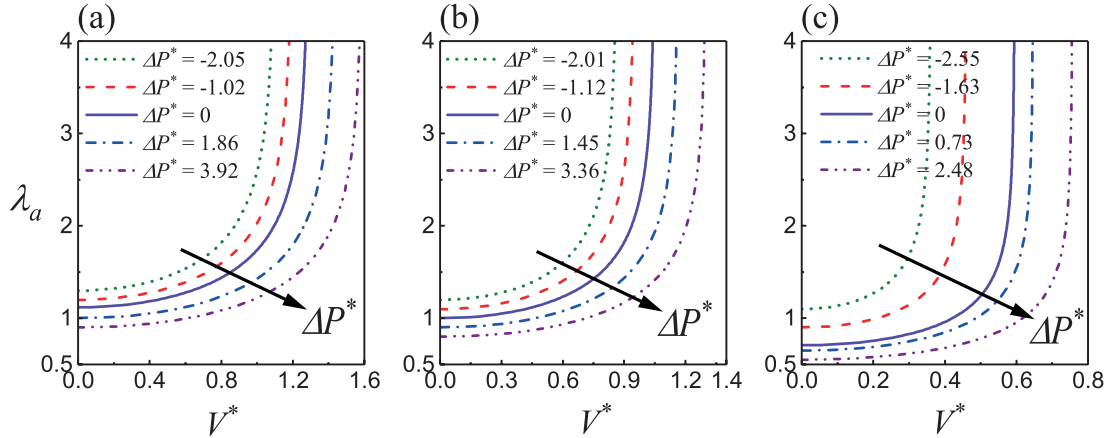 (a)
4
3
2
1
0.5
λa
ΔP* = -2.05
ΔP* = -1.02
ΔP* = 0
ΔP* = 1.86
ΔP* = 3.92
ΔP*
0.0 0.4 0.8 1.2 1.6
V*
(b)
4
3
2
1
0.5
ΔP* = -2.01
ΔP* = -1.12
ΔP* = 0
ΔP* = 1.45
ΔP* = 3.36
ΔP*
0.0 0.3 0.6 0.9 1.2 1.4
V*
(c)
4
3
2
1
0.5
ΔP* = -2.55
ΔP* = -1.63
ΔP* = 0
ΔP* = 0.73
ΔP* = 2.48
ΔP*
0.0 0.2 0.4 0.6 0.8
V*